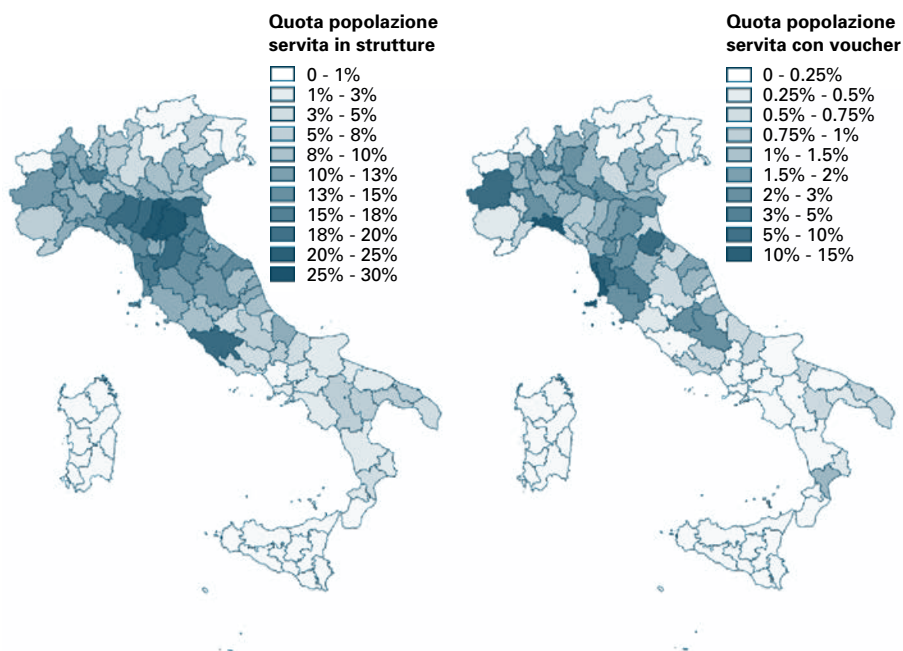 Quota popolazione
servita in strutture
0 - 1%
1% - 3%
3% - 5%
5% - 8%
8% - 10%
10% - 13%
13% - 15%
15% - 18%
18% - 20%
20% - 25%
25% - 30%
Quota popolazione
servita con voucher
0 - 0.25%
0.25% - 0.5%
0.5% - 0.75%
0.75% - 1%
1% - 1.5%
1.5% - 2%
2% - 3%
3% - 5%
5% - 10%
10% - 15%